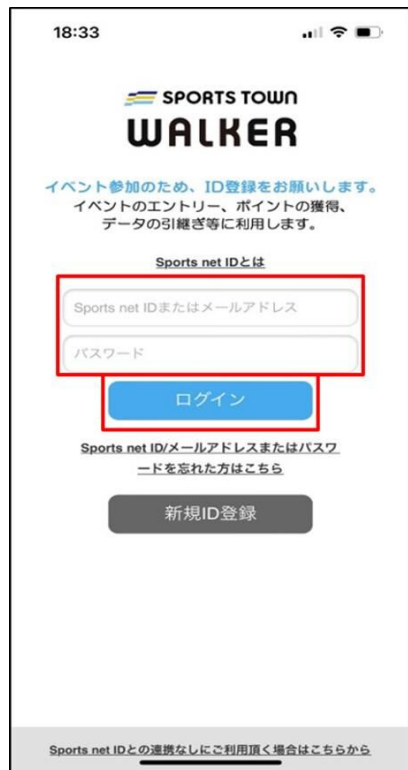 18:33
SPORTS TOWN
WALKER
イベント参加のため、ID登録をお願いします。
イベントのエントリー、ポイントの獲得、
データの引継ぎ等に利用します。
Sports net IDとは
Sports net IDまたはメールアドレス
パスワード
ログイン
Sports net ID/メールアドレスまたはパスワ
ードを忘れた方はこちら
新規ID登録
Sports net IDとの連携なしにご利用頂く場合はこちらから